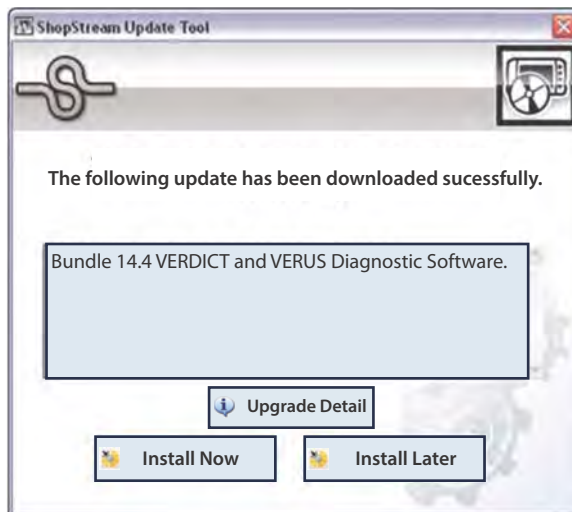 ShopStream Update Tool
The following update has been downloaded sucessfully.
Bundle 14.4 VERDICT and VERUS Diagnostic Software.
Upgrade Detail
Install Now
Install Later